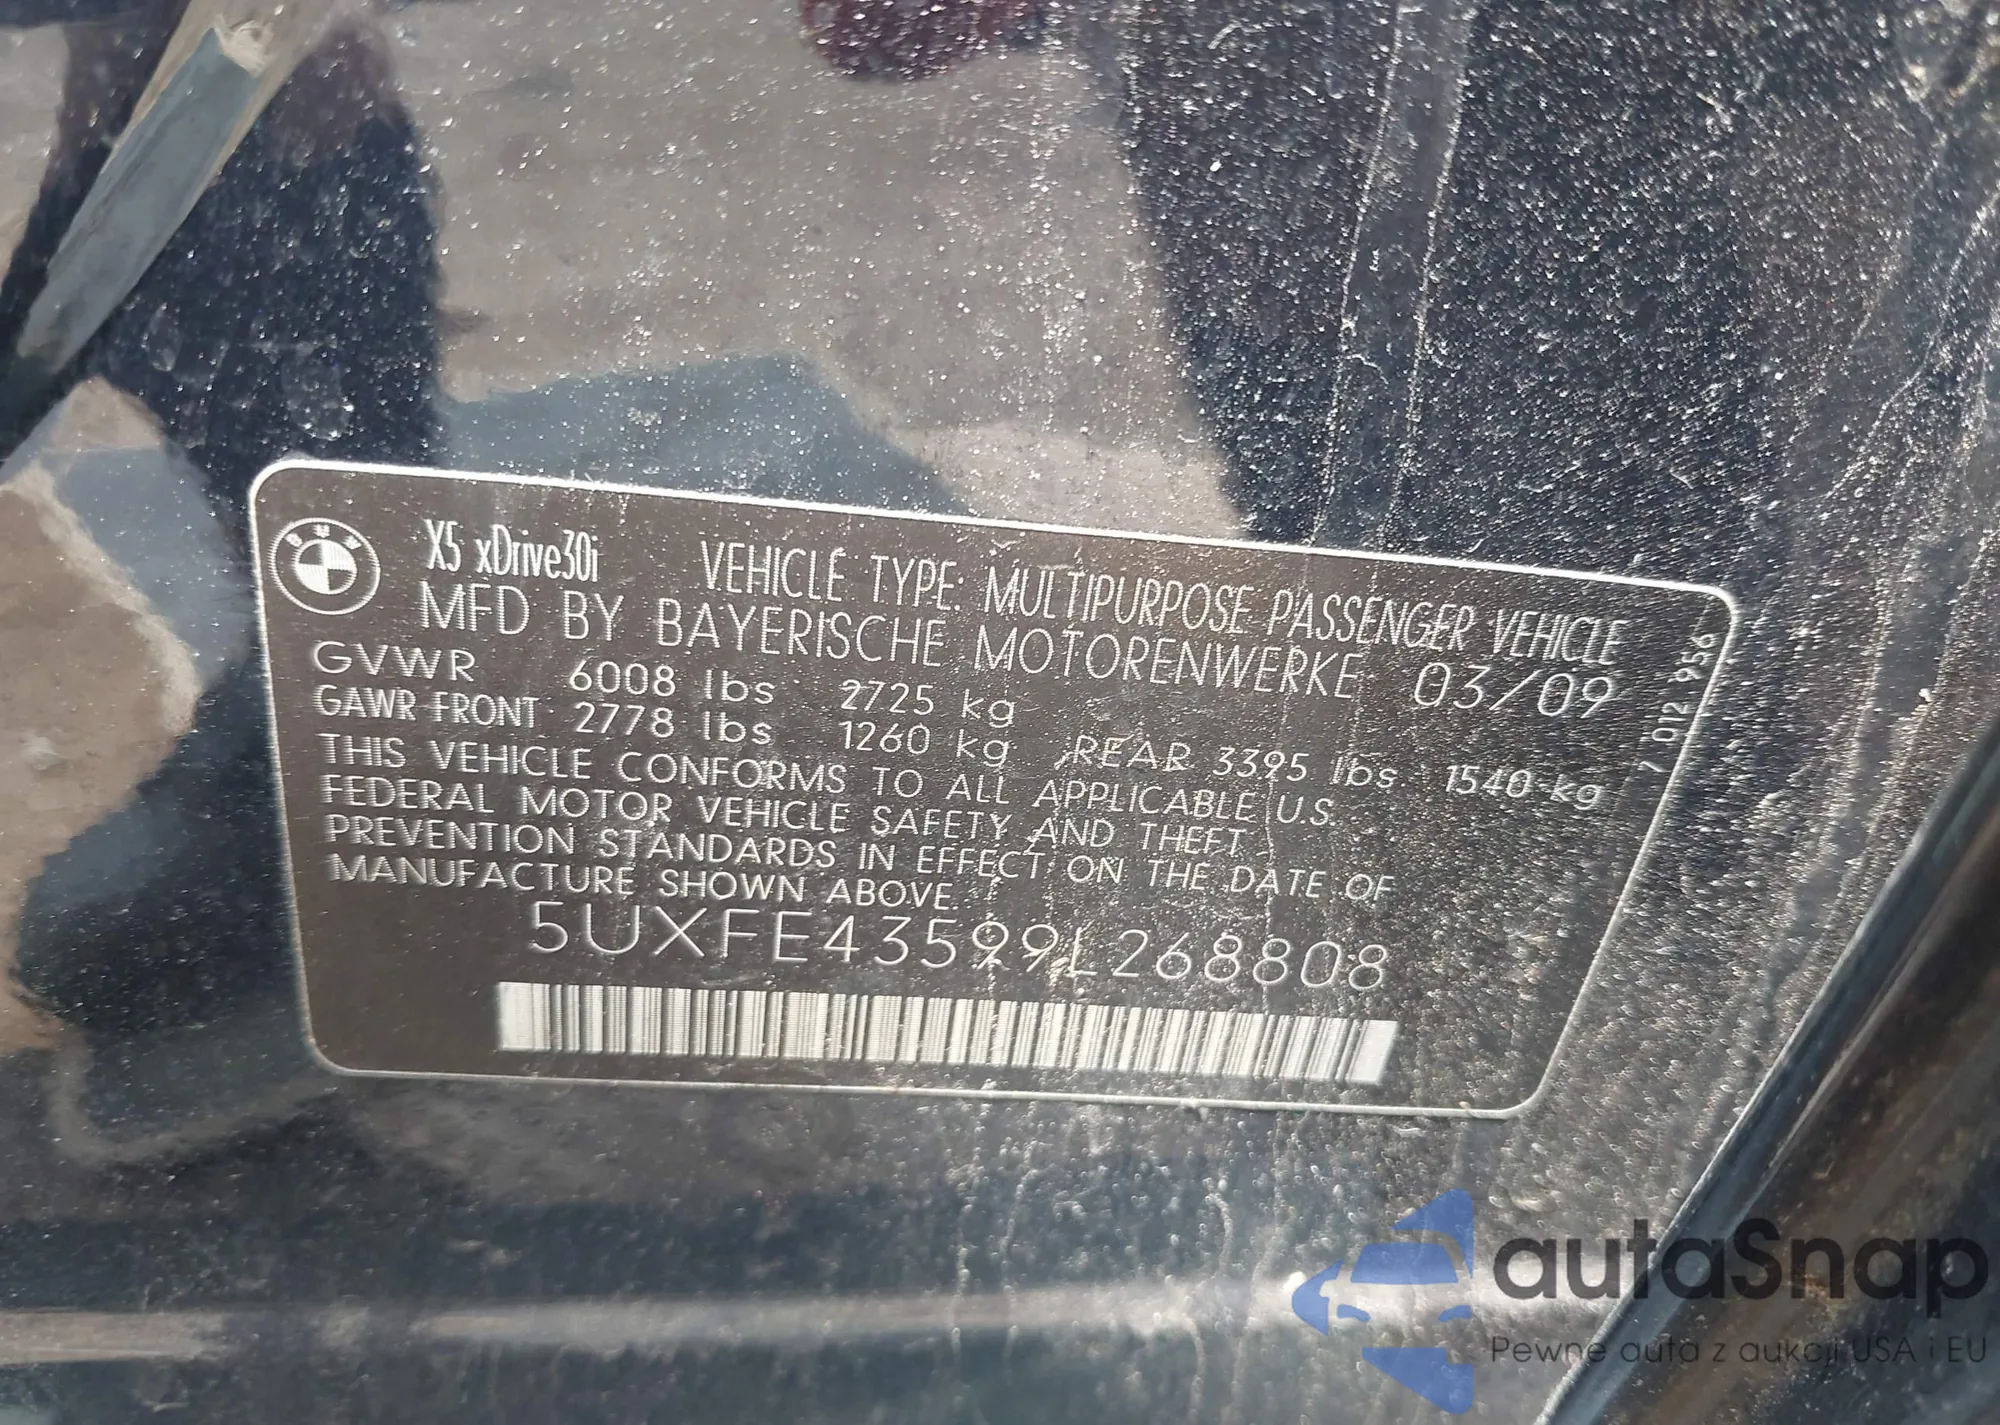 BMW
X5 xDrive30i VEHICLE TYPE: MULTIPURPOSE PASSENGER VEHICLE
MFD BY BAYERISCHE MOTORENWERKE 03/09
GVWR 6008 lbs 2725 kg
GAWR FRONT 2778 lbs 1260 kg REAR 3395 lbs 1540 kg
THIS VEHICLE CONFORMS TO ALL APPLICABLE U.S.
FEDERAL MOTOR VEHICLE SAFETY AND THEFT
PREVENTION STANDARDS IN EFFECT ON THE DATE OF
MANUFACTURE SHOWN ABOVE.
5UXFE43599L268808
7 012 956
autaSnap
Pewne auta z aukcji USA i EU